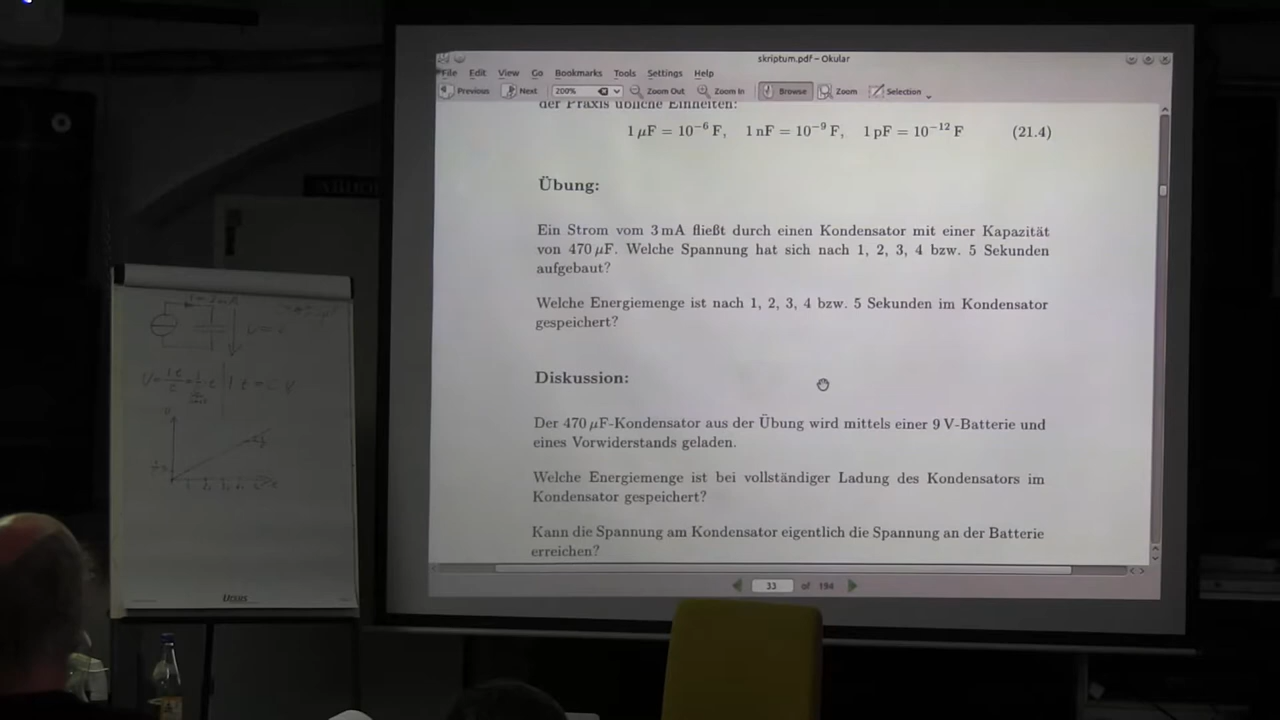 skriptum.pdf – Okular
File Edit View Go Bookmarks Tools Settings Help
Previous Next 200% Zoom Out Zoom In Browse Zoom Selection
der Praxis übliche Einheiten:
1 μF = 10⁻⁶ F, 1 nF = 10⁻⁹ F, 1 pF = 10⁻¹² F (21.4)
Übung:
Ein Strom vom 3 mA fließt durch einen Kondensator mit einer Kapazität
von 470 μF. Welche Spannung hat sich nach 1, 2, 3, 4 bzw. 5 Sekunden
aufgebaut?
Welche Energiemenge ist nach 1, 2, 3, 4 bzw. 5 Sekunden im Kondensator
gespeichert?
Diskussion:
Der 470 μF-Kondensator aus der Übung wird mittels einer 9 V-Batterie und
eines Vorwiderstands geladen.
Welche Energiemenge ist bei vollständiger Ladung des Kondensators im
Kondensator gespeichert?
Kann die Spannung am Kondensator eigentlich die Spannung an der Batterie
erreichen?
33 of 194